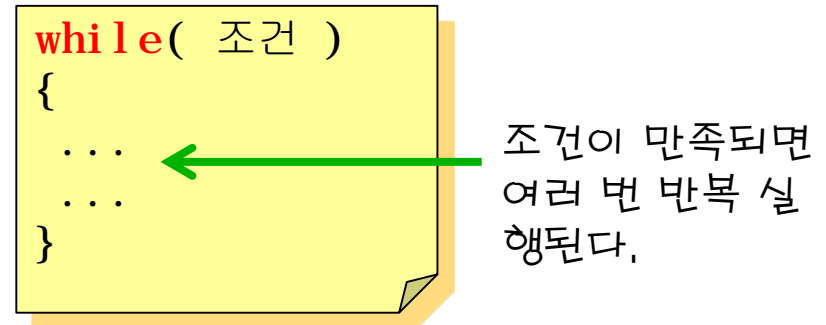 while( 조건 )
{
...
...
}
조건이 만족되면
여러 번 반복 실
행된다.